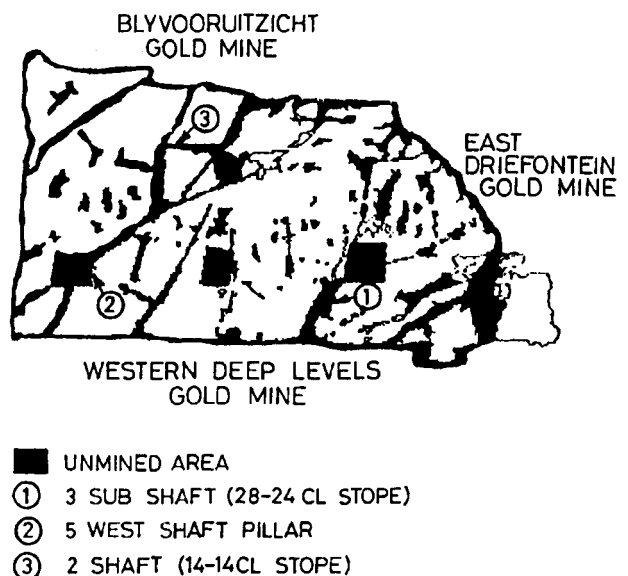 BLYVOORUITZICHT
GOLD MINE
EAST
DRIEFONTEIN
GOLD MINE
3
2
1
WESTERN DEEP LEVELS
GOLD MINE
UNMINED AREA
1 3 SUB SHAFT (28-24 CL STOPE)
2 5 WEST SHAFT PILLAR
3 2 SHAFT (14-14CL STOPE)